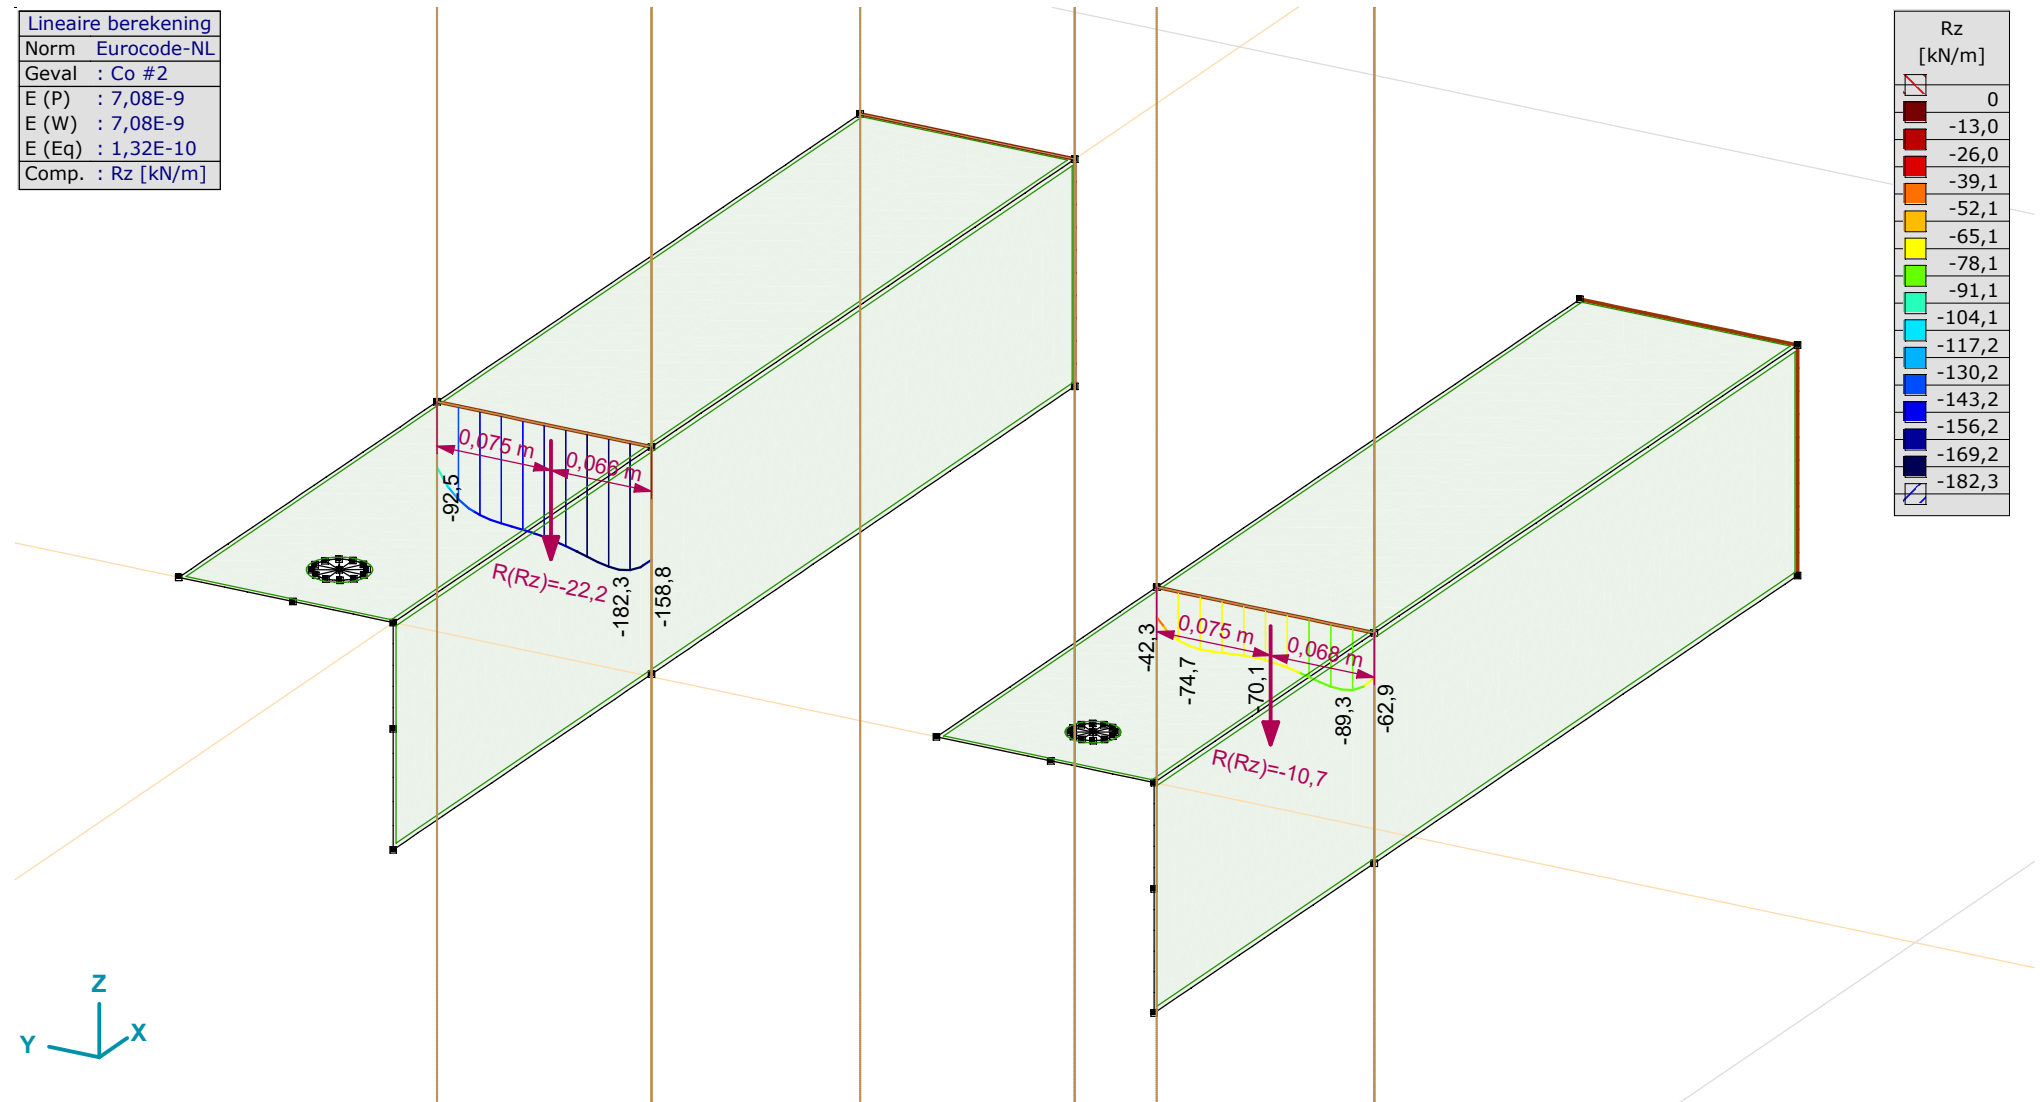 Lineaire berekening
Norm Eurocode-NL
Geval : Co #2
E (P) : 7,08E-9
E (W) : 7,08E-9
E (Eq) : 1,32E-10
Comp. : Rz [kN/m]
Rz
[kN/m]
0
-13,0
-26,0
-39,1
-52,1
-65,1
-78,1
-91,1
-104,1
-117,2
-130,2
-143,2
-156,2
-169,2
-182,3
0,075 m
0,066 m
-92,5
R(Rz)=-22,2
-182,3
-158,8
0,075 m
0,068 m
-42,3
-74,7
-70,1
-89,3
-62,9
R(Rz)=-10,7
Z
Y
X